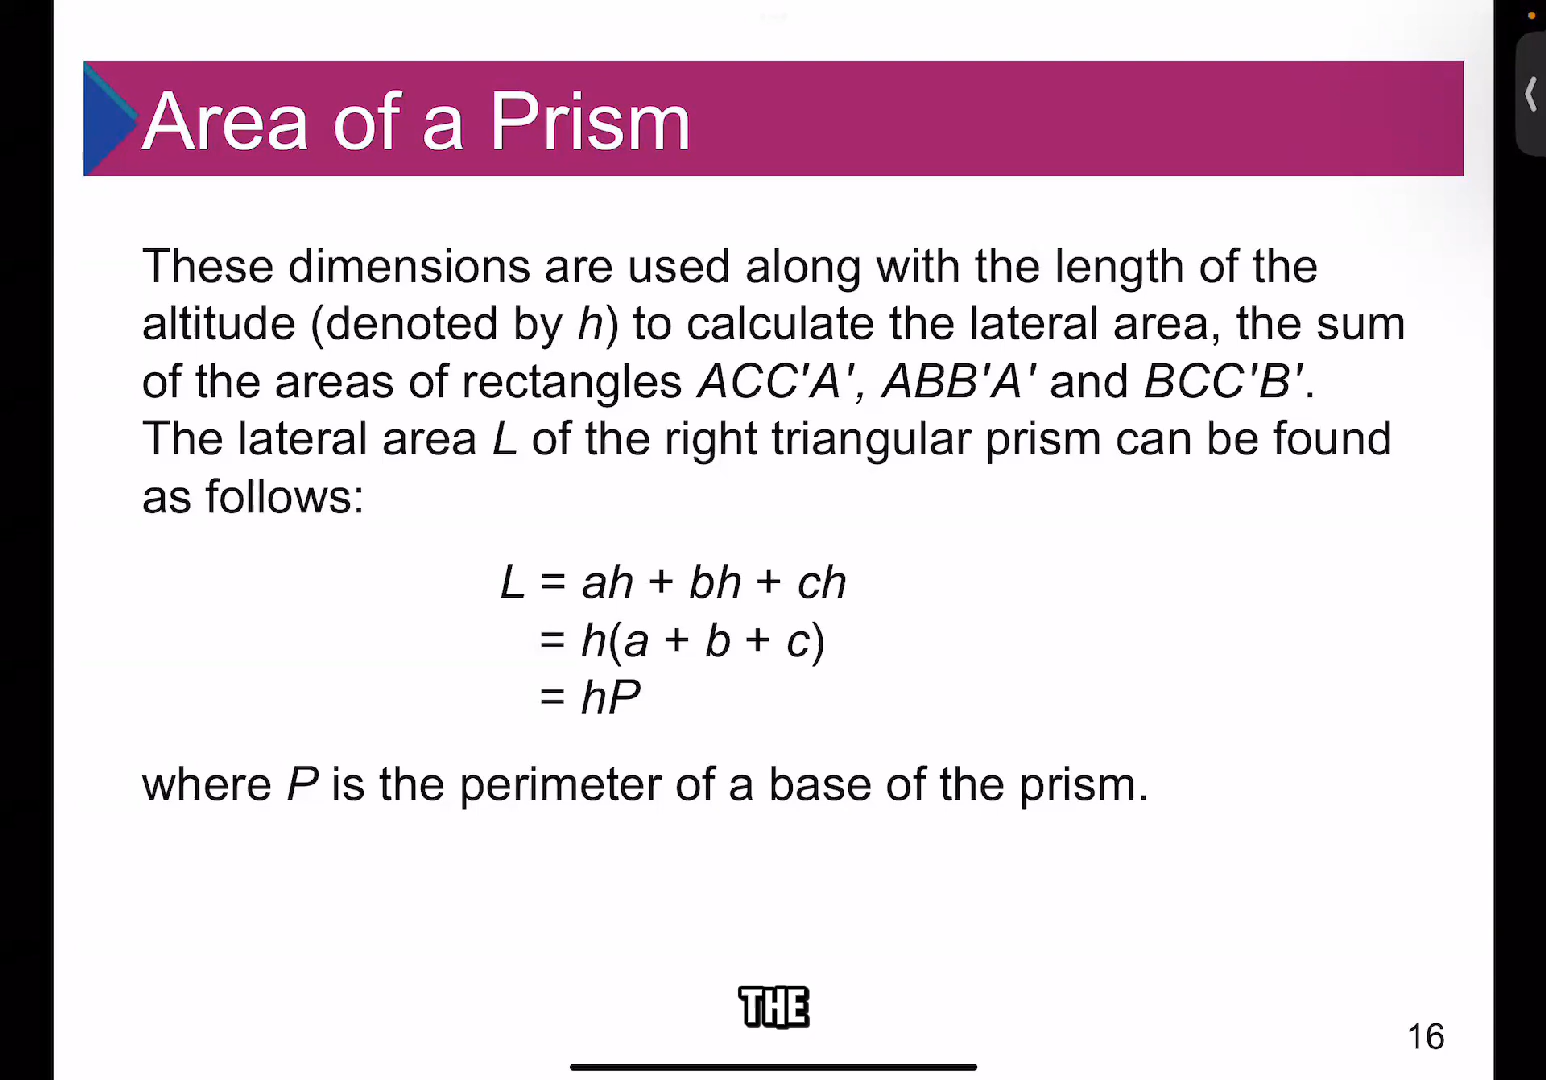 Area of a Prism
These dimensions are used along with the length of the
altitude (denoted by h) to calculate the lateral area, the sum
of the areas of rectangles ACC'A', ABB'A' and BCC'B'.
The lateral area L of the right triangular prism can be found
as follows:
L = ah + bh + ch
= h(a + b + c)
= hP
where P is the perimeter of a base of the prism.
THE
16